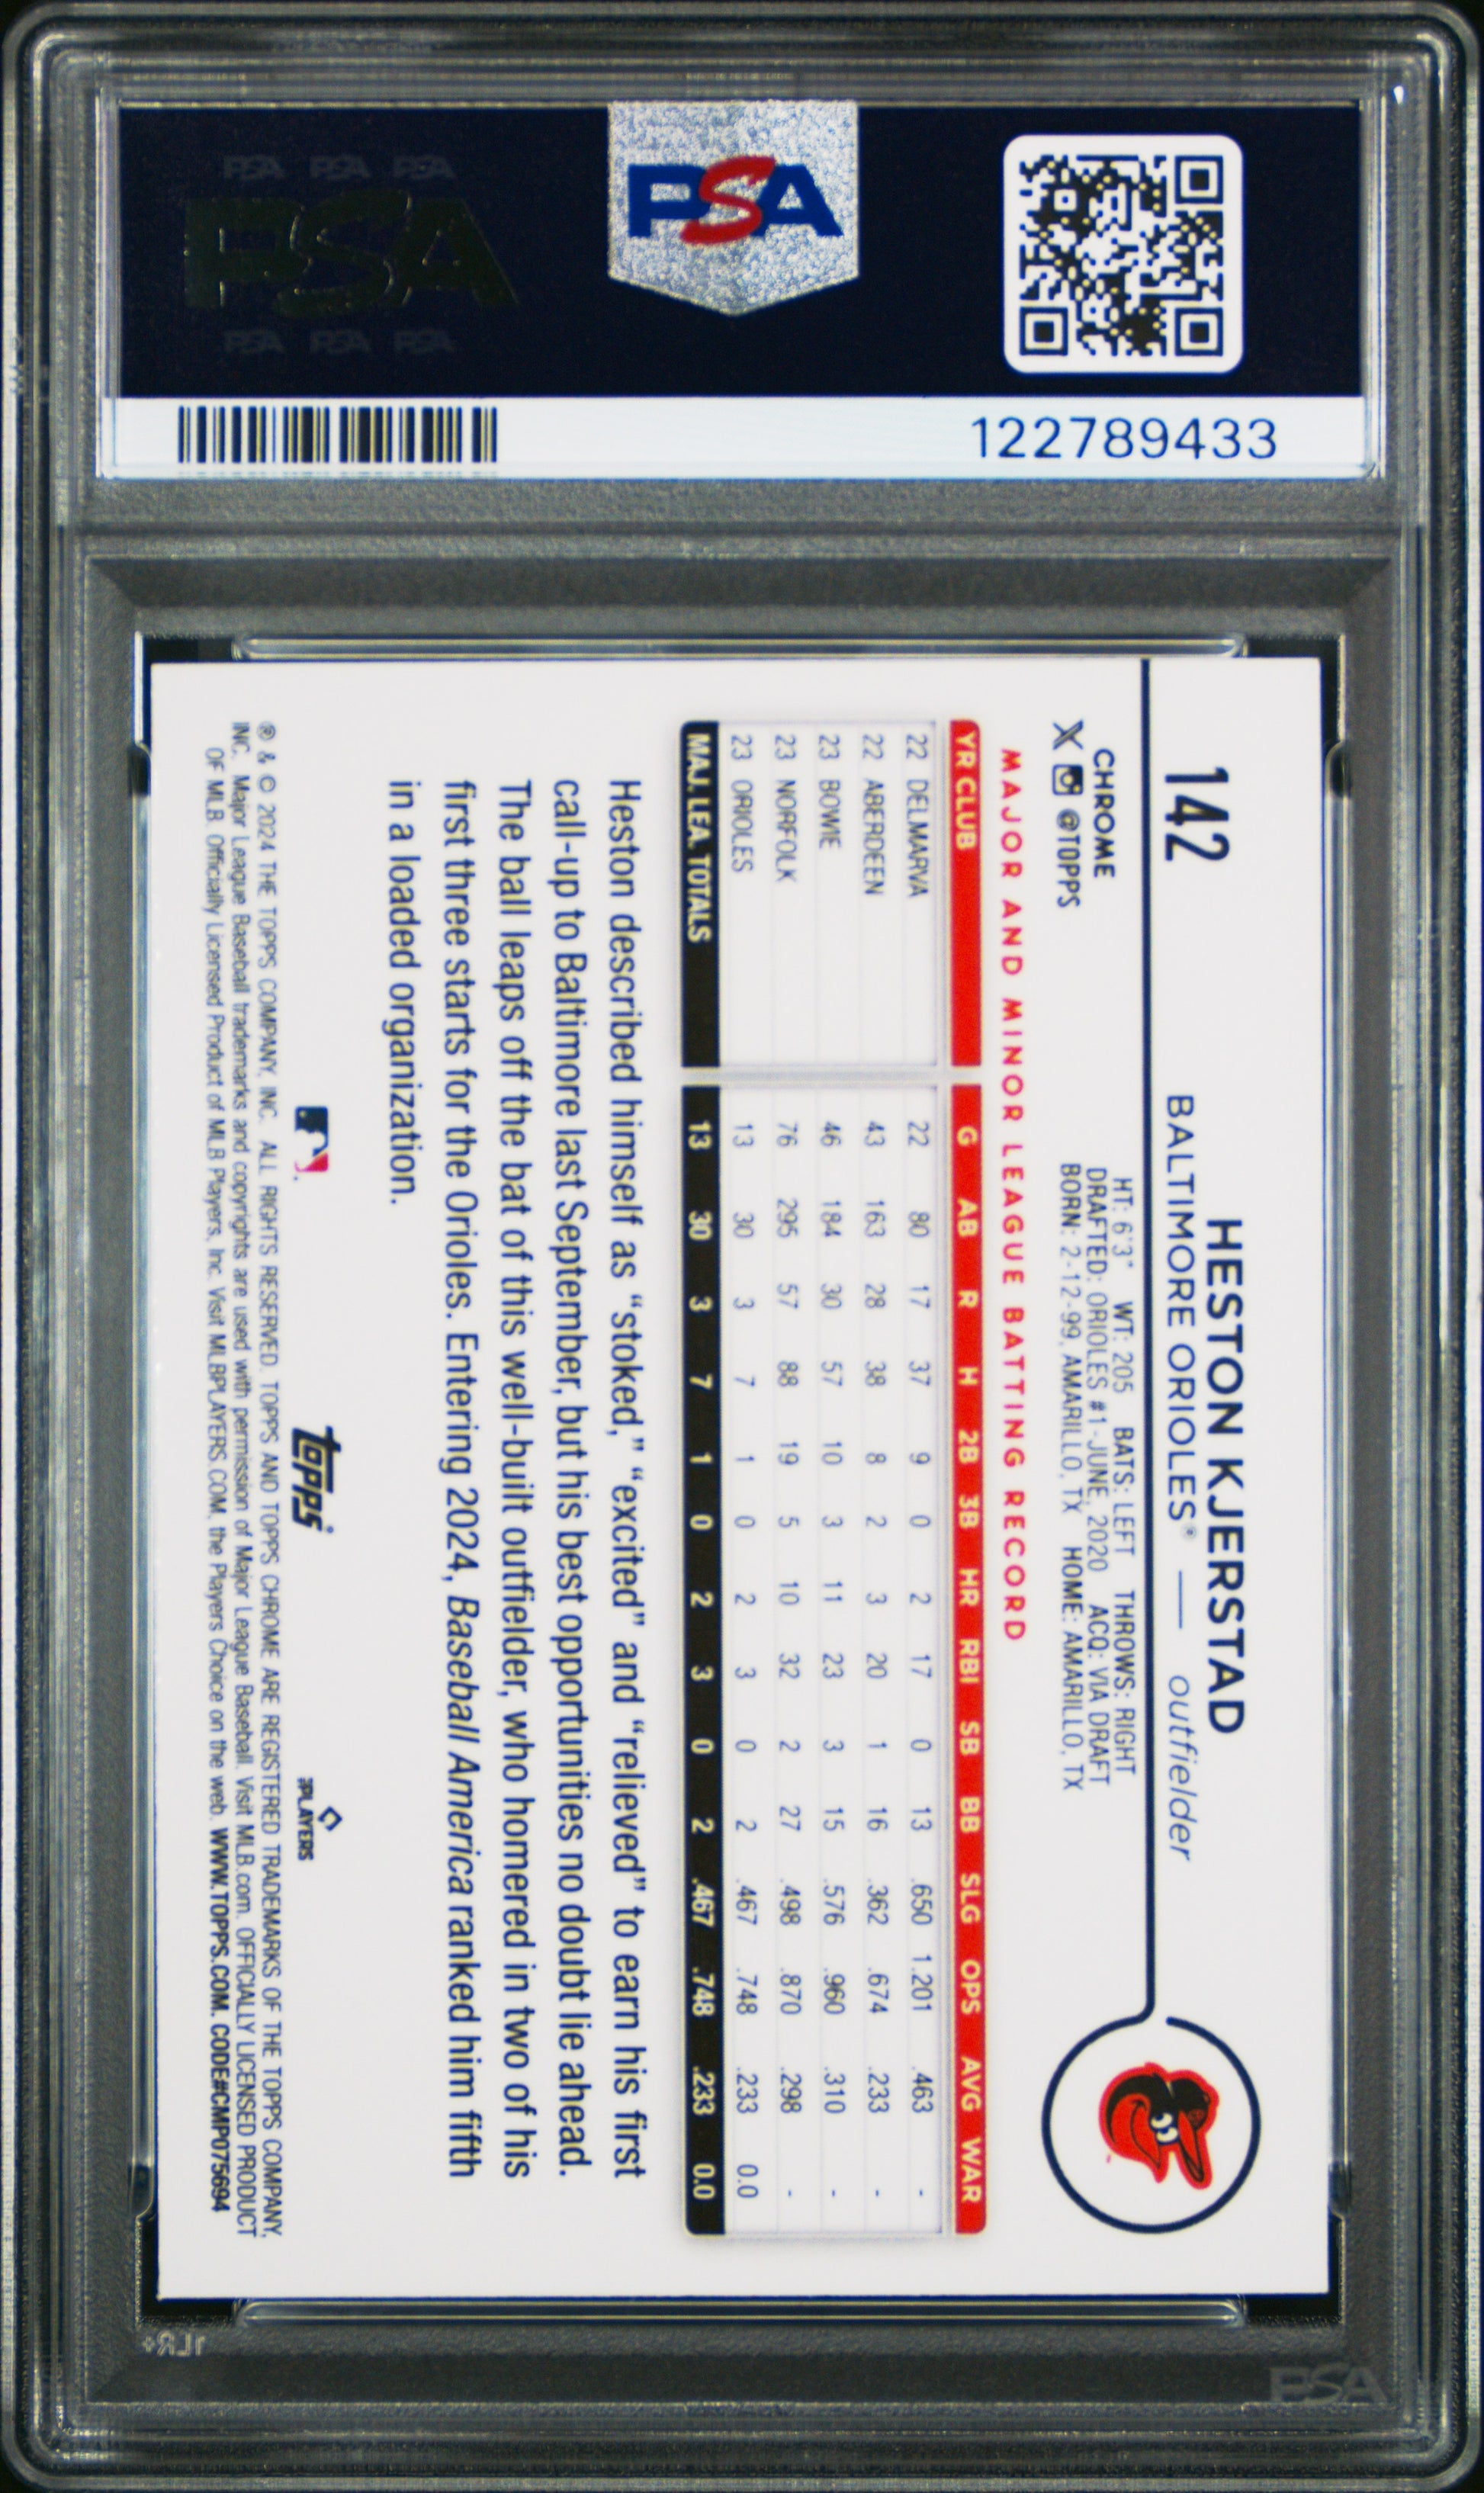 PSA PSA PSA
PSA
PSA PSA PSA
PSA
122789433
142
HESTON KJERSTAD
BALTIMORE ORIOLES® — outfielder
CHROME
X @TOPPS
HT: 6'3" WT: 205 BATS: LEFT THROWS: RIGHT
DRAFTED: ORIOLES #1-JUNE, 2020 ACQ: VIA DRAFT
BORN: 2-12-99, AMARILLO, TX HOME: AMARILLO, TX
MAJOR AND MINOR LEAGUE BATTING RECORD
YR CLUB G AB R H 2B 3B HR RBI SB BB SLG OPS AVG WAR
22 DELMARVA 22 80 17 37 9 0 2 17 0 13 .650 1.201 .463 -
22 ABERDEEN 43 163 28 38 8 2 3 20 1 16 .362 .674 .233 -
23 BOWIE 46 184 30 57 10 3 11 23 3 15 .576 .960 .310 -
23 NORFOLK 76 295 57 88 19 5 10 32 2 27 .498 .870 .298 -
23 ORIOLES 13 30 3 7 1 0 2 3 0 2 .467 .748 .233 0.0
MAJ. LEA. TOTALS 13 30 3 7 1 0 2 3 0 2 .467 .748 .233 0.0
Heston described himself as “stoked,” “excited” and “relieved” to earn his first
call-up to Baltimore last September, but his best opportunities no doubt lie ahead.
The ball leaps off the bat of this well-built outfielder, who homered in two of his
first three starts for the Orioles. Entering 2024, Baseball America ranked him fifth
in a loaded organization.
topps
PLAYERS
® & © 2024 THE TOPPS COMPANY, INC. ALL RIGHTS RESERVED. TOPPS AND TOPPS CHROME ARE REGISTERED TRADEMARKS OF THE TOPPS COMPANY,
INC. Major League Baseball trademarks and copyrights are used with permission of Major League Baseball. Visit MLB.com. OFFICIALLY LICENSED PRODUCT
OF MLB Players, Inc. Officially Licensed Product of MLB Players, Inc. Visit MLBPLAYERS.COM, the Players Choice on the web. WWW.TOPPS.COM. CODE#CMP075694
PSA